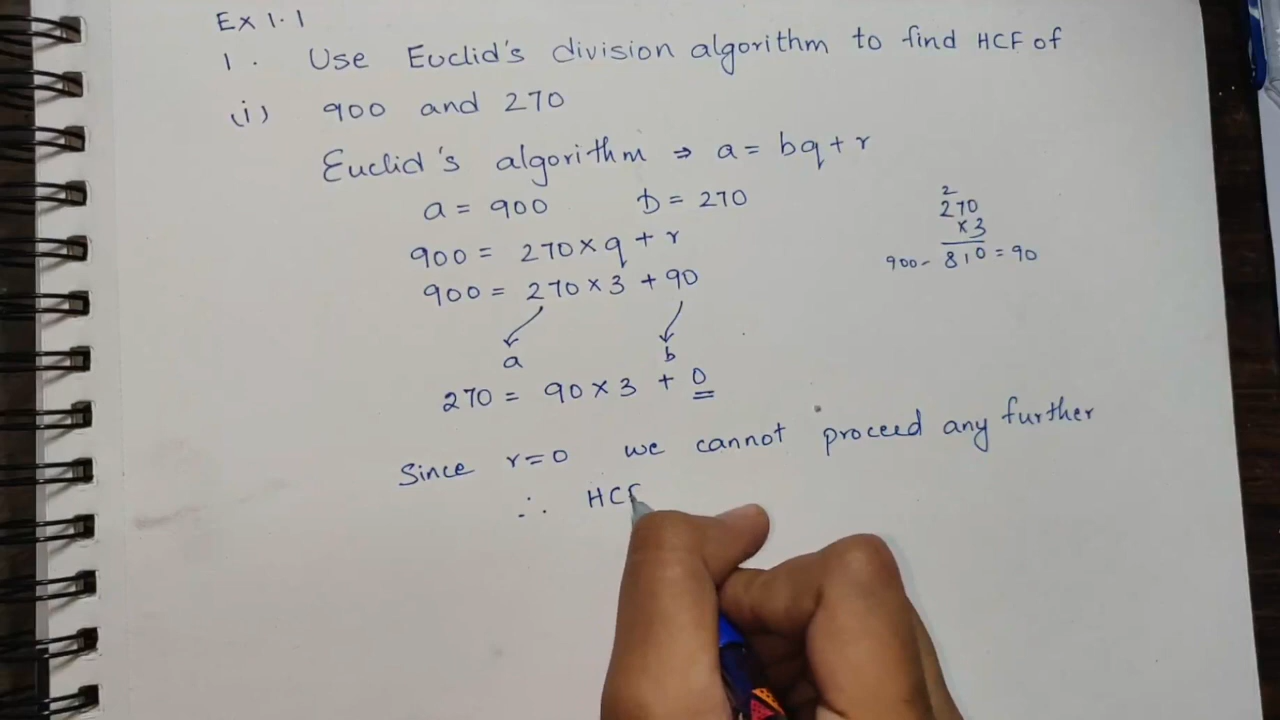 Ex 1.1
1. Use Euclid's division algorithm to find HCF of
(i) 900 and 270
Euclid's algorithm ⇒ a = bq + r
a = 900 b = 270
900 = 270 × q + r
900 = 270 × 3 + 90
a b
270 = 90 × 3 + 0
Since r = 0 we cannot proceed any further
∴ HCF
2
270
× 3
900 - 810 = 90